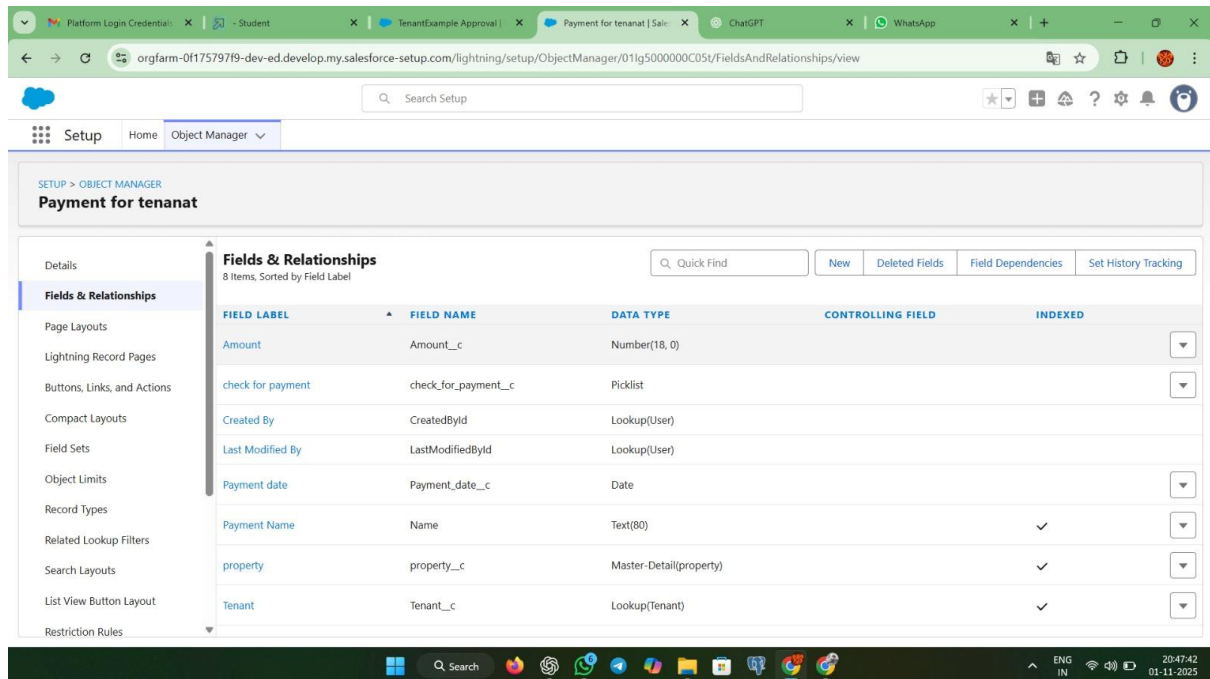 Platform Login Credentials
- Student
TenantExample Approval |
Payment for tenanat | Sale
ChatGPT
WhatsApp
orgfarm-0f175797f9-dev-ed.develop.my.salesforce-setup.com/lightning/setup/ObjectManager/01Ig5000000C05t/FieldsAndRelationships/view
Search Setup
Setup Home Object Manager
SETUP > OBJECT MANAGER
Payment for tenanat
Details
Fields & Relationships
Page Layouts
Lightning Record Pages
Buttons, Links, and Actions
Compact Layouts
Field Sets
Object Limits
Record Types
Related Lookup Filters
Search Layouts
List View Button Layout
Restriction Rules
Fields & Relationships
8 Items, Sorted by Field Label
Quick Find
New Deleted Fields Field Dependencies Set History Tracking
FIELD LABEL FIELD NAME DATA TYPE CONTROLLING FIELD INDEXED
Amount Amount__c Number(18, 0)
check for payment check_for_payment__c Picklist
Created By CreatedById Lookup(User)
Last Modified By LastModifiedById Lookup(User)
Payment date Payment_date__c Date
Payment Name Name Text(80)
property property__c Master-Detail(property)
Tenant Tenant__c Lookup(Tenant)
Search
6
ENG
IN
20:47:42
01-11-2025